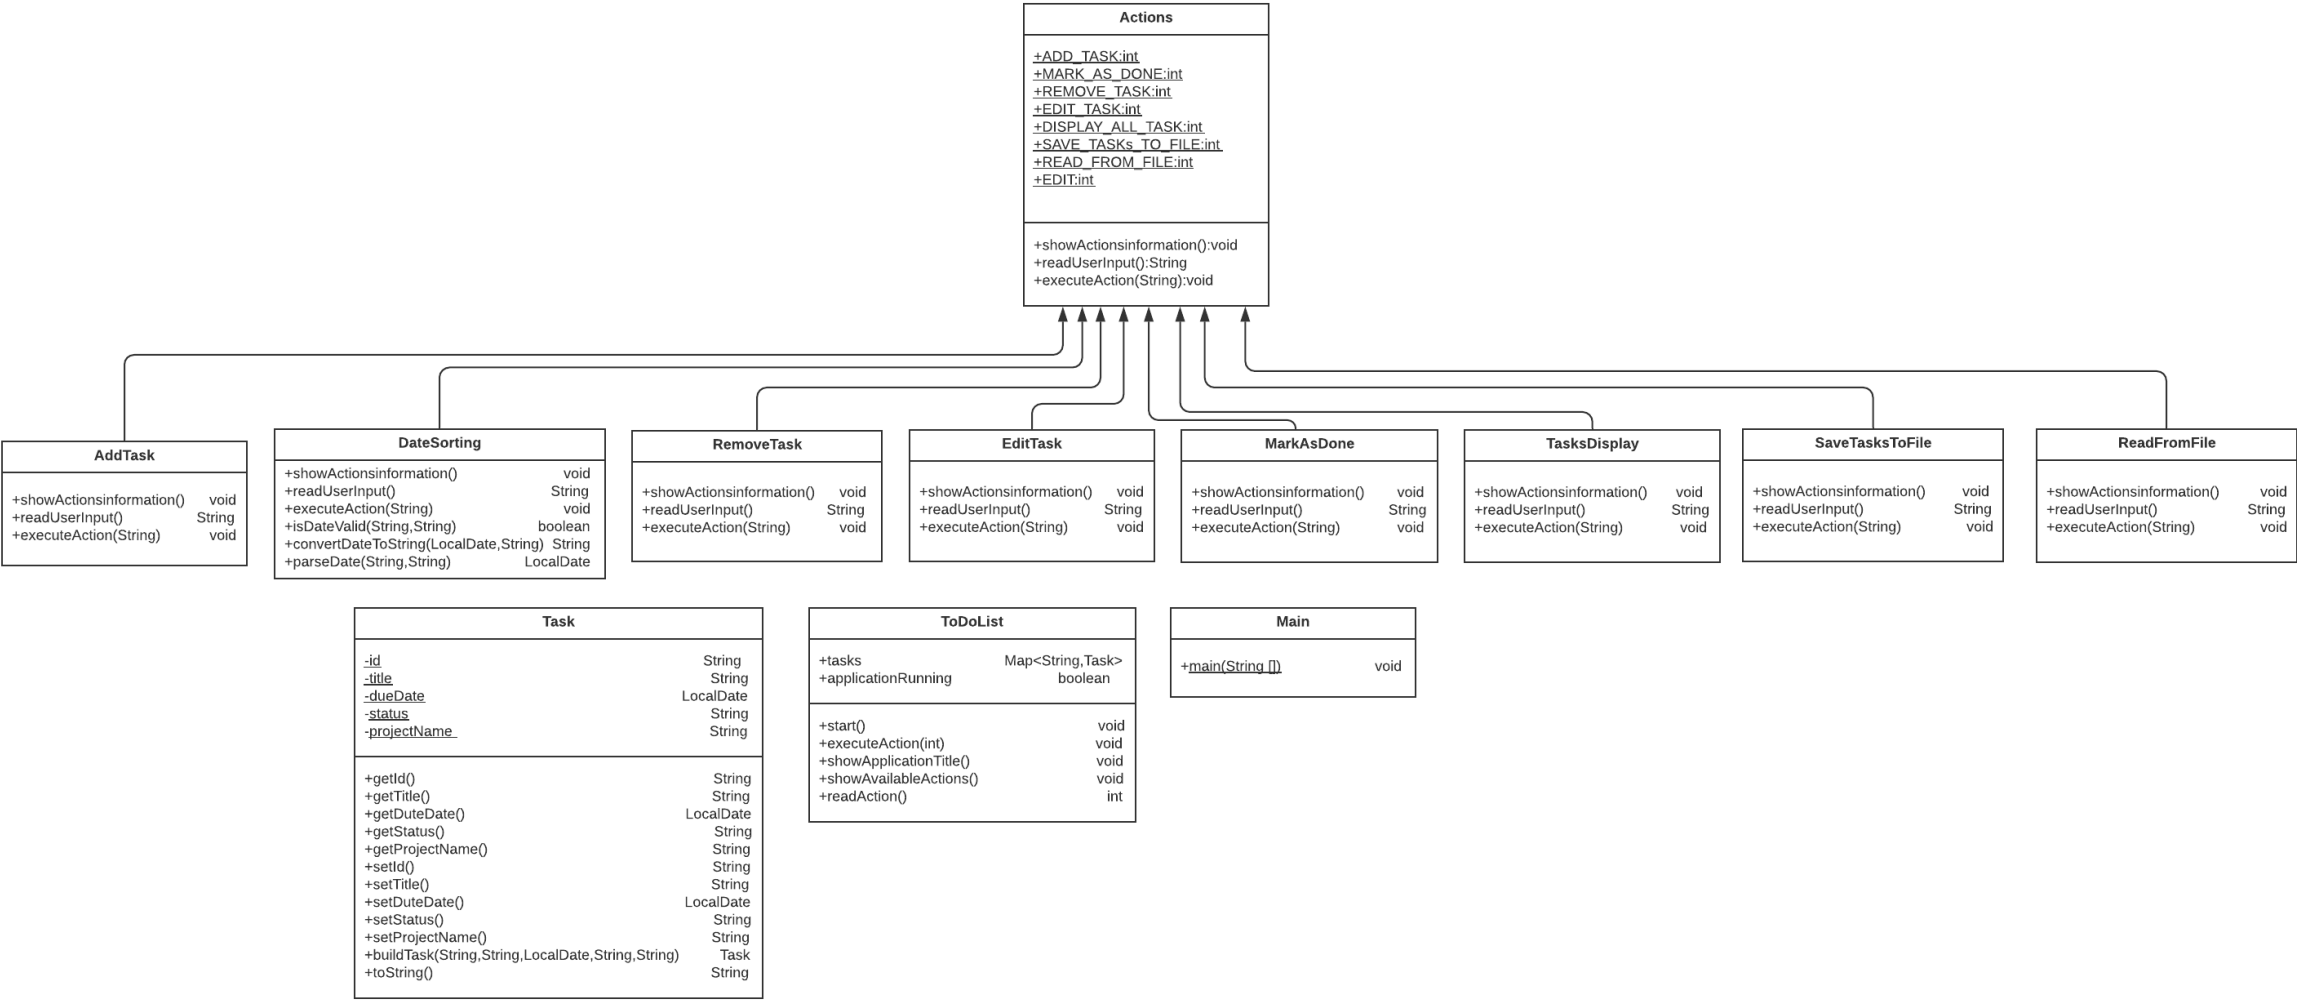 Actions
+ADD_TASK:int
+MARK_AS_DONE:int
+REMOVE_TASK:int
+EDIT_TASK:int
+DISPLAY_ALL_TASK:int
+SAVE_TASKs_TO_FILE:int
+READ_FROM_FILE:int
+EDIT:int
+showActionsinformation():void
+readUserInput():String
+executeAction(String):void
AddTask
+showActionsinformation() void
+readUserInput() String
+executeAction(String) void
DateSorting
+showActionsinformation() void
+readUserInput() String
+executeAction(String) void
+isDateValid(String,String) boolean
+convertDateToString(LocalDate,String) String
+parseDate(String,String) LocalDate
RemoveTask
+showActionsinformation() void
+readUserInput() String
+executeAction(String) void
EditTask
+showActionsinformation() void
+readUserInput() String
+executeAction(String) void
MarkAsDone
+showActionsinformation() void
+readUserInput() String
+executeAction(String) void
TasksDisplay
+showActionsinformation() void
+readUserInput() String
+executeAction(String) void
SaveTasksToFile
+showActionsinformation() void
+readUserInput() String
+executeAction(String) void
ReadFromFile
+showActionsinformation() void
+readUserInput() String
+executeAction(String) void
Task
-id String
-title String
-dueDate LocalDate
-status String
-projectName String
+getId() String
+getTitle() String
+getDuteDate() LocalDate
+getStatus() String
+getProjectName() String
+setId() String
+setTitle() String
+setDuteDate() LocalDate
+setStatus() String
+setProjectName() String
+buildTask(String,String,LocalDate,String,String) Task
+toString() String
ToDoList
+tasks Map<String,Task>
+applicationRunning boolean
+start() void
+executeAction(int) void
+showApplicationTitle() void
+showAvailableActions() void
+readAction() int
Main
+main(String []) void